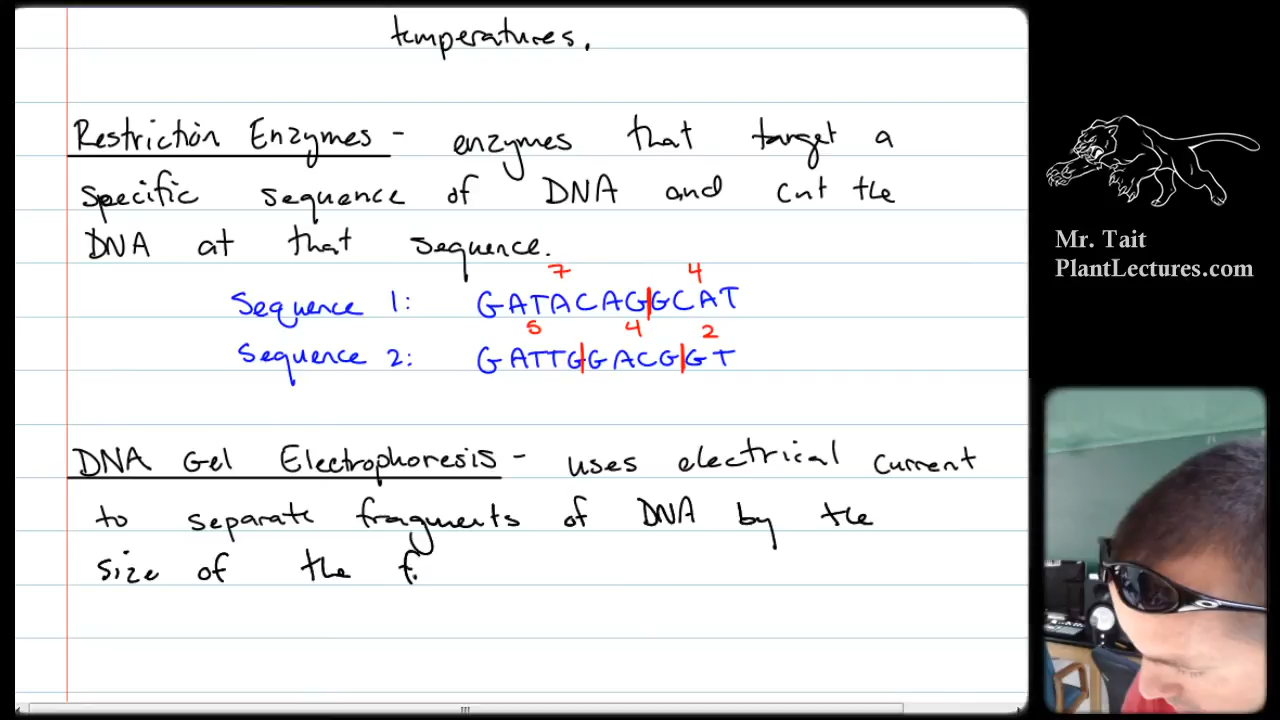 temperatures.
Restriction Enzymes - enzymes that target a
specific sequence of DNA and cut the
DNA at that sequence.
7 4
Sequence 1: GATACAG|GCAT
5 4 2
Sequence 2: GATTG|GACG|GT
DNA Gel Electrophoresis - uses electrical current
to separate fragments of DNA by the
size of the f.
Mr. Tait
PlantLectures.com